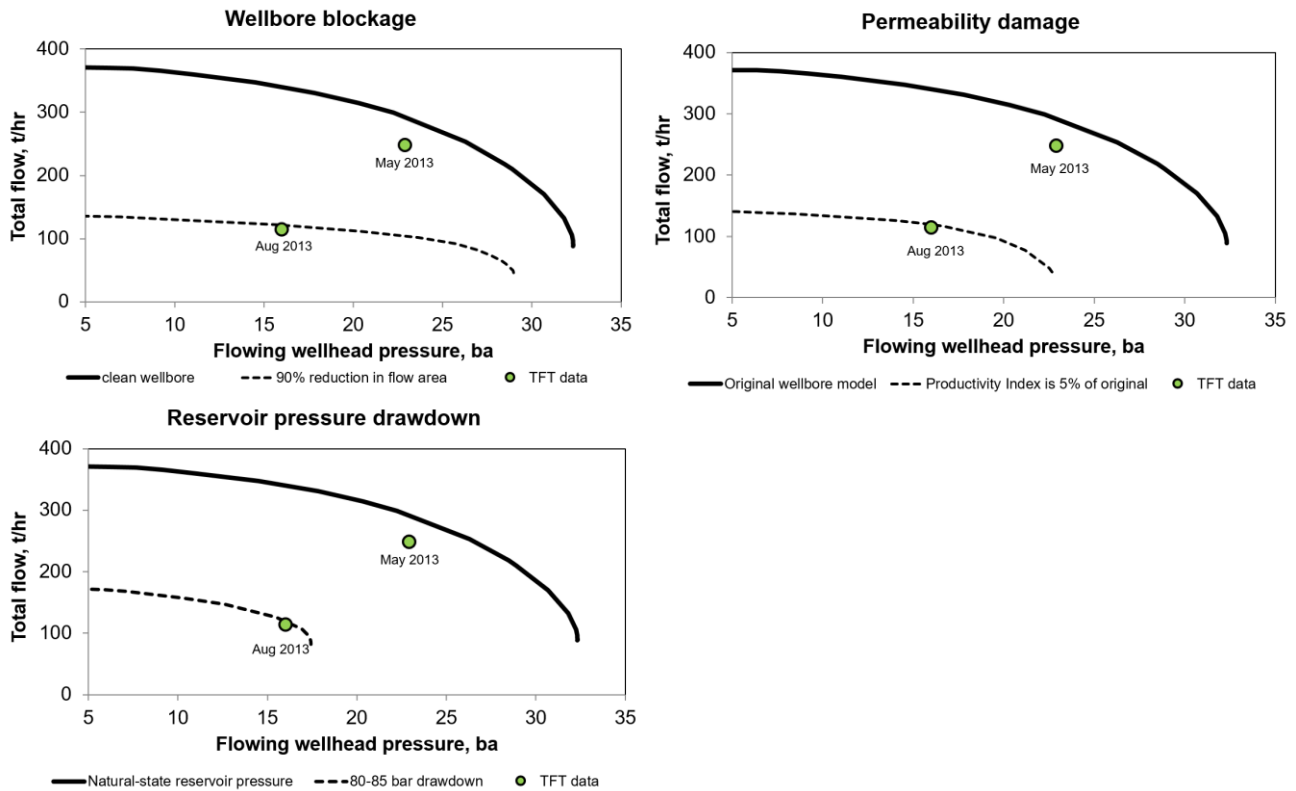 Wellbore blockage
400
300
200
100
0
Total flow, t/hr
May 2013
Aug 2013
5 10 15 20 25 30 35
Flowing wellhead pressure, ba
clean wellbore 90% reduction in flow area TFT data
Permeability damage
400
300
200
100
0
Total flow, t/hr
May 2013
Aug 2013
5 10 15 20 25 30 35
Flowing wellhead pressure, ba
Original wellbore model Productivity Index is 5% of original TFT data
Reservoir pressure drawdown
400
300
200
100
0
Total flow, t/hr
May 2013
Aug 2013
5 10 15 20 25 30 35
Flowing wellhead pressure, ba
Natural-state reservoir pressure 80-85 bar drawdown TFT data